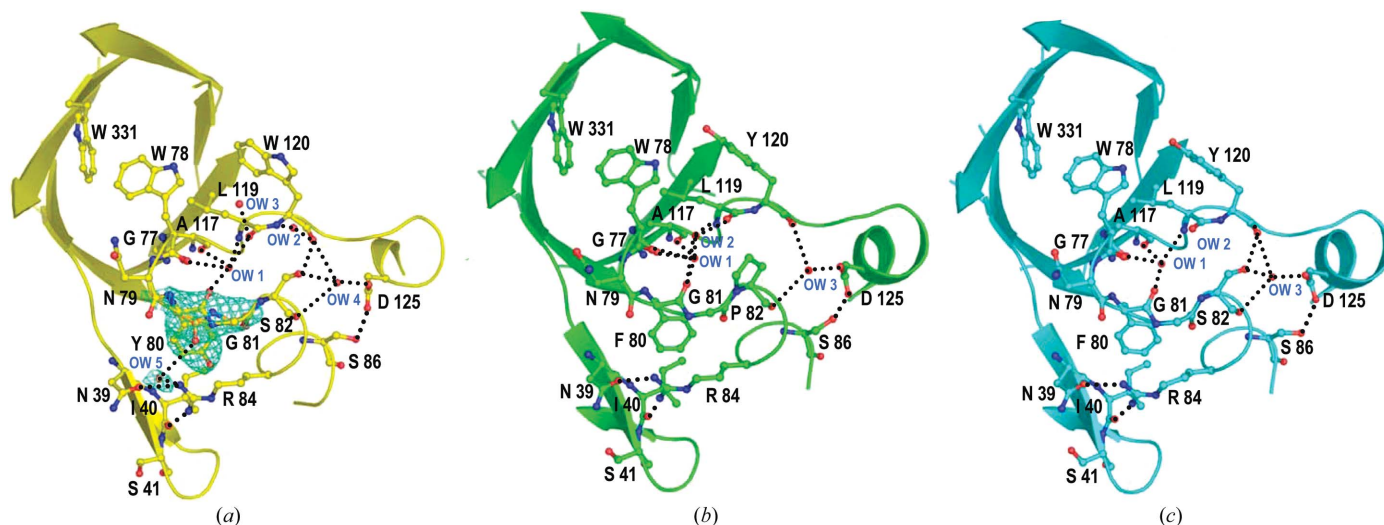 W 331
W 78
W 120
L 119
OW 3
A 117
G 77
OW 2
OW 1
N 79
OW 4
D 125
S 82
Y 80
G 81
S 86
OW 5
N 39
I 40
R 84
S 41
(a)
W 331
W 78
Y 120
L 119
A 117
G 77
OW 2
OW 1
N 79
G 81
P 82
OW 3
D 125
F 80
S 86
N 39
I 40
R 84
S 41
(b)
W 331
W 78
Y 120
L 119
A 117
G 77
OW 2
OW 1
N 79
G 81
S 82
OW 3
D 125
F 80
S 86
N 39
I 40
R 84
S 41
(c)